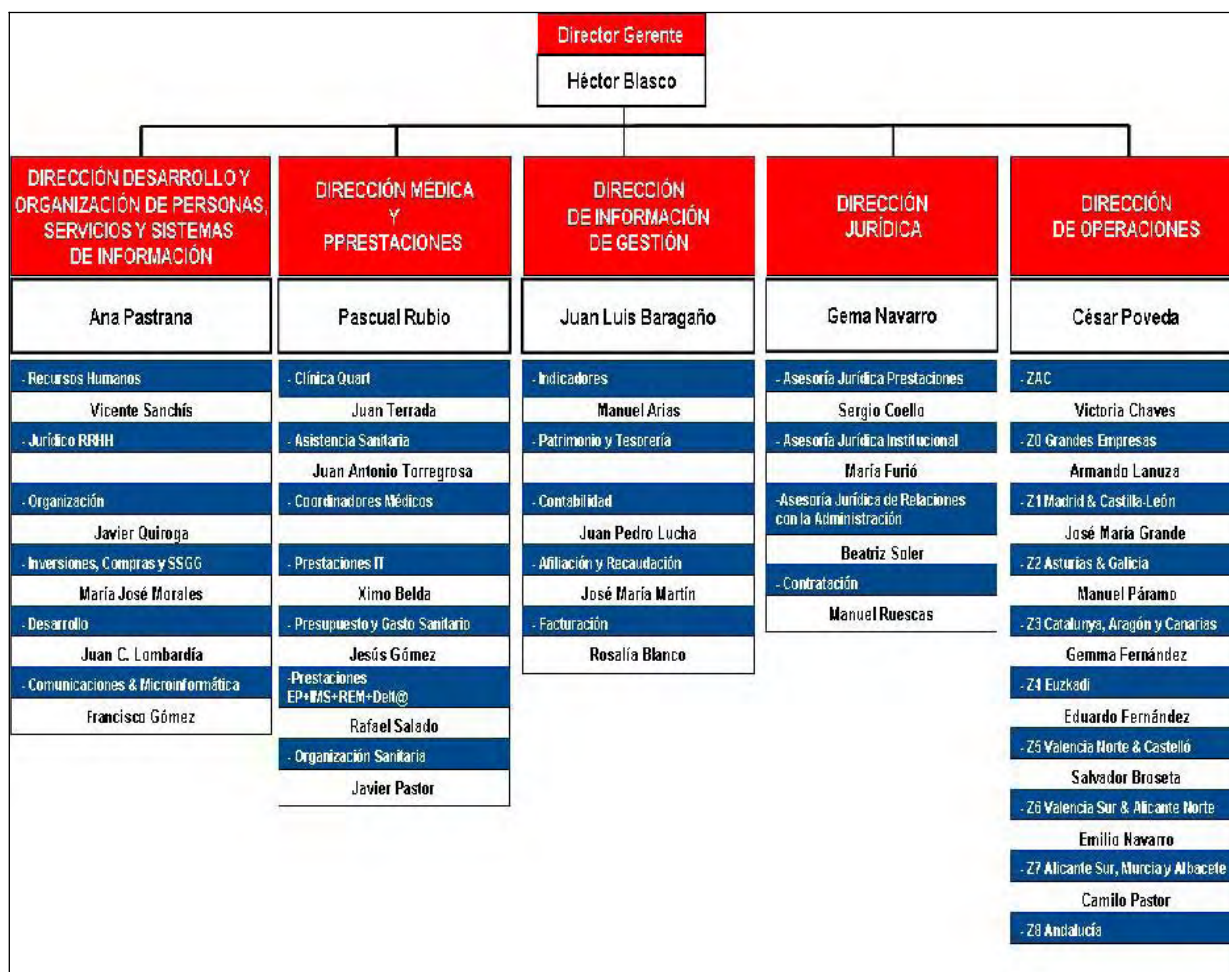 Director Gerente
Héctor Blasco
DIRECCIÓN DESARROLLO Y
ORGANIZACIÓN DE PERSONAS,
SERVICIOS Y SISTEMAS
DE INFORMACIÓN
Ana Pastrana
- Recursos Humanos
Vicente Sanchís
- Jurídico RRHH
- Organización
Javier Quiroga
- Inversiones, Compras y SSGG
María José Morales
- Desarrollo
Juan C. Lombardía
- Comunicaciones & Microinformática
Francisco Gómez
DIRECCIÓN MÉDICA
Y
PPRESTACIONES
Pascual Rubio
- Clínica Quart
Juan Terrada
- Asistencia Sanitaria
Juan Antonio Torregrosa
- Coordinadores Médicos
- Prestaciones IT
Ximo Belda
- Presupuesto y Gasto Sanitario
Jesús Gómez
-Prestaciones
EP+IMS+REM+Delt@
Rafael Salado
- Organización Sanitaria
Javier Pastor
DIRECCIÓN
DE INFORMACIÓN
DE GESTIÓN
Juan Luis Baragaño
- Indicadores
Manuel Arias
- Patrimonio y Tesorería
- Contabilidad
Juan Pedro Lucha
- Afiliación y Recaudación
José María Martín
- Facturación
Rosalía Blanco
DIRECCIÓN
JURÍDICA
Gema Navarro
- Asesoría Jurídica Prestaciones
Sergio Coello
- Asesoría Jurídica Institucional
María Furió
-Asesoría Jurídica de Relaciones
con la Administración
Beatriz Soler
- Contratación
Manuel Ruescas
DIRECCIÓN
DE OPERACIONES
César Poveda
- ZAC
Victoria Chaves
- Z0 Grandes Empresas
Armando Lanuza
- Z1 Madrid & Castilla-León
José María Grande
- Z2 Asturias & Galicia
Manuel Páramo
- Z3 Catalunya, Aragón y Canarias
Gemma Fernández
- Z4 Euzkadi
Eduardo Fernández
- Z5 Valencia Norte & Castelló
Salvador Broseta
- Z6 Valencia Sur & Alicante Norte
Emilio Navarro
- Z7 Alicante Sur, Murcia y Albacete
Camilo Pastor
- Z8 Andalucía